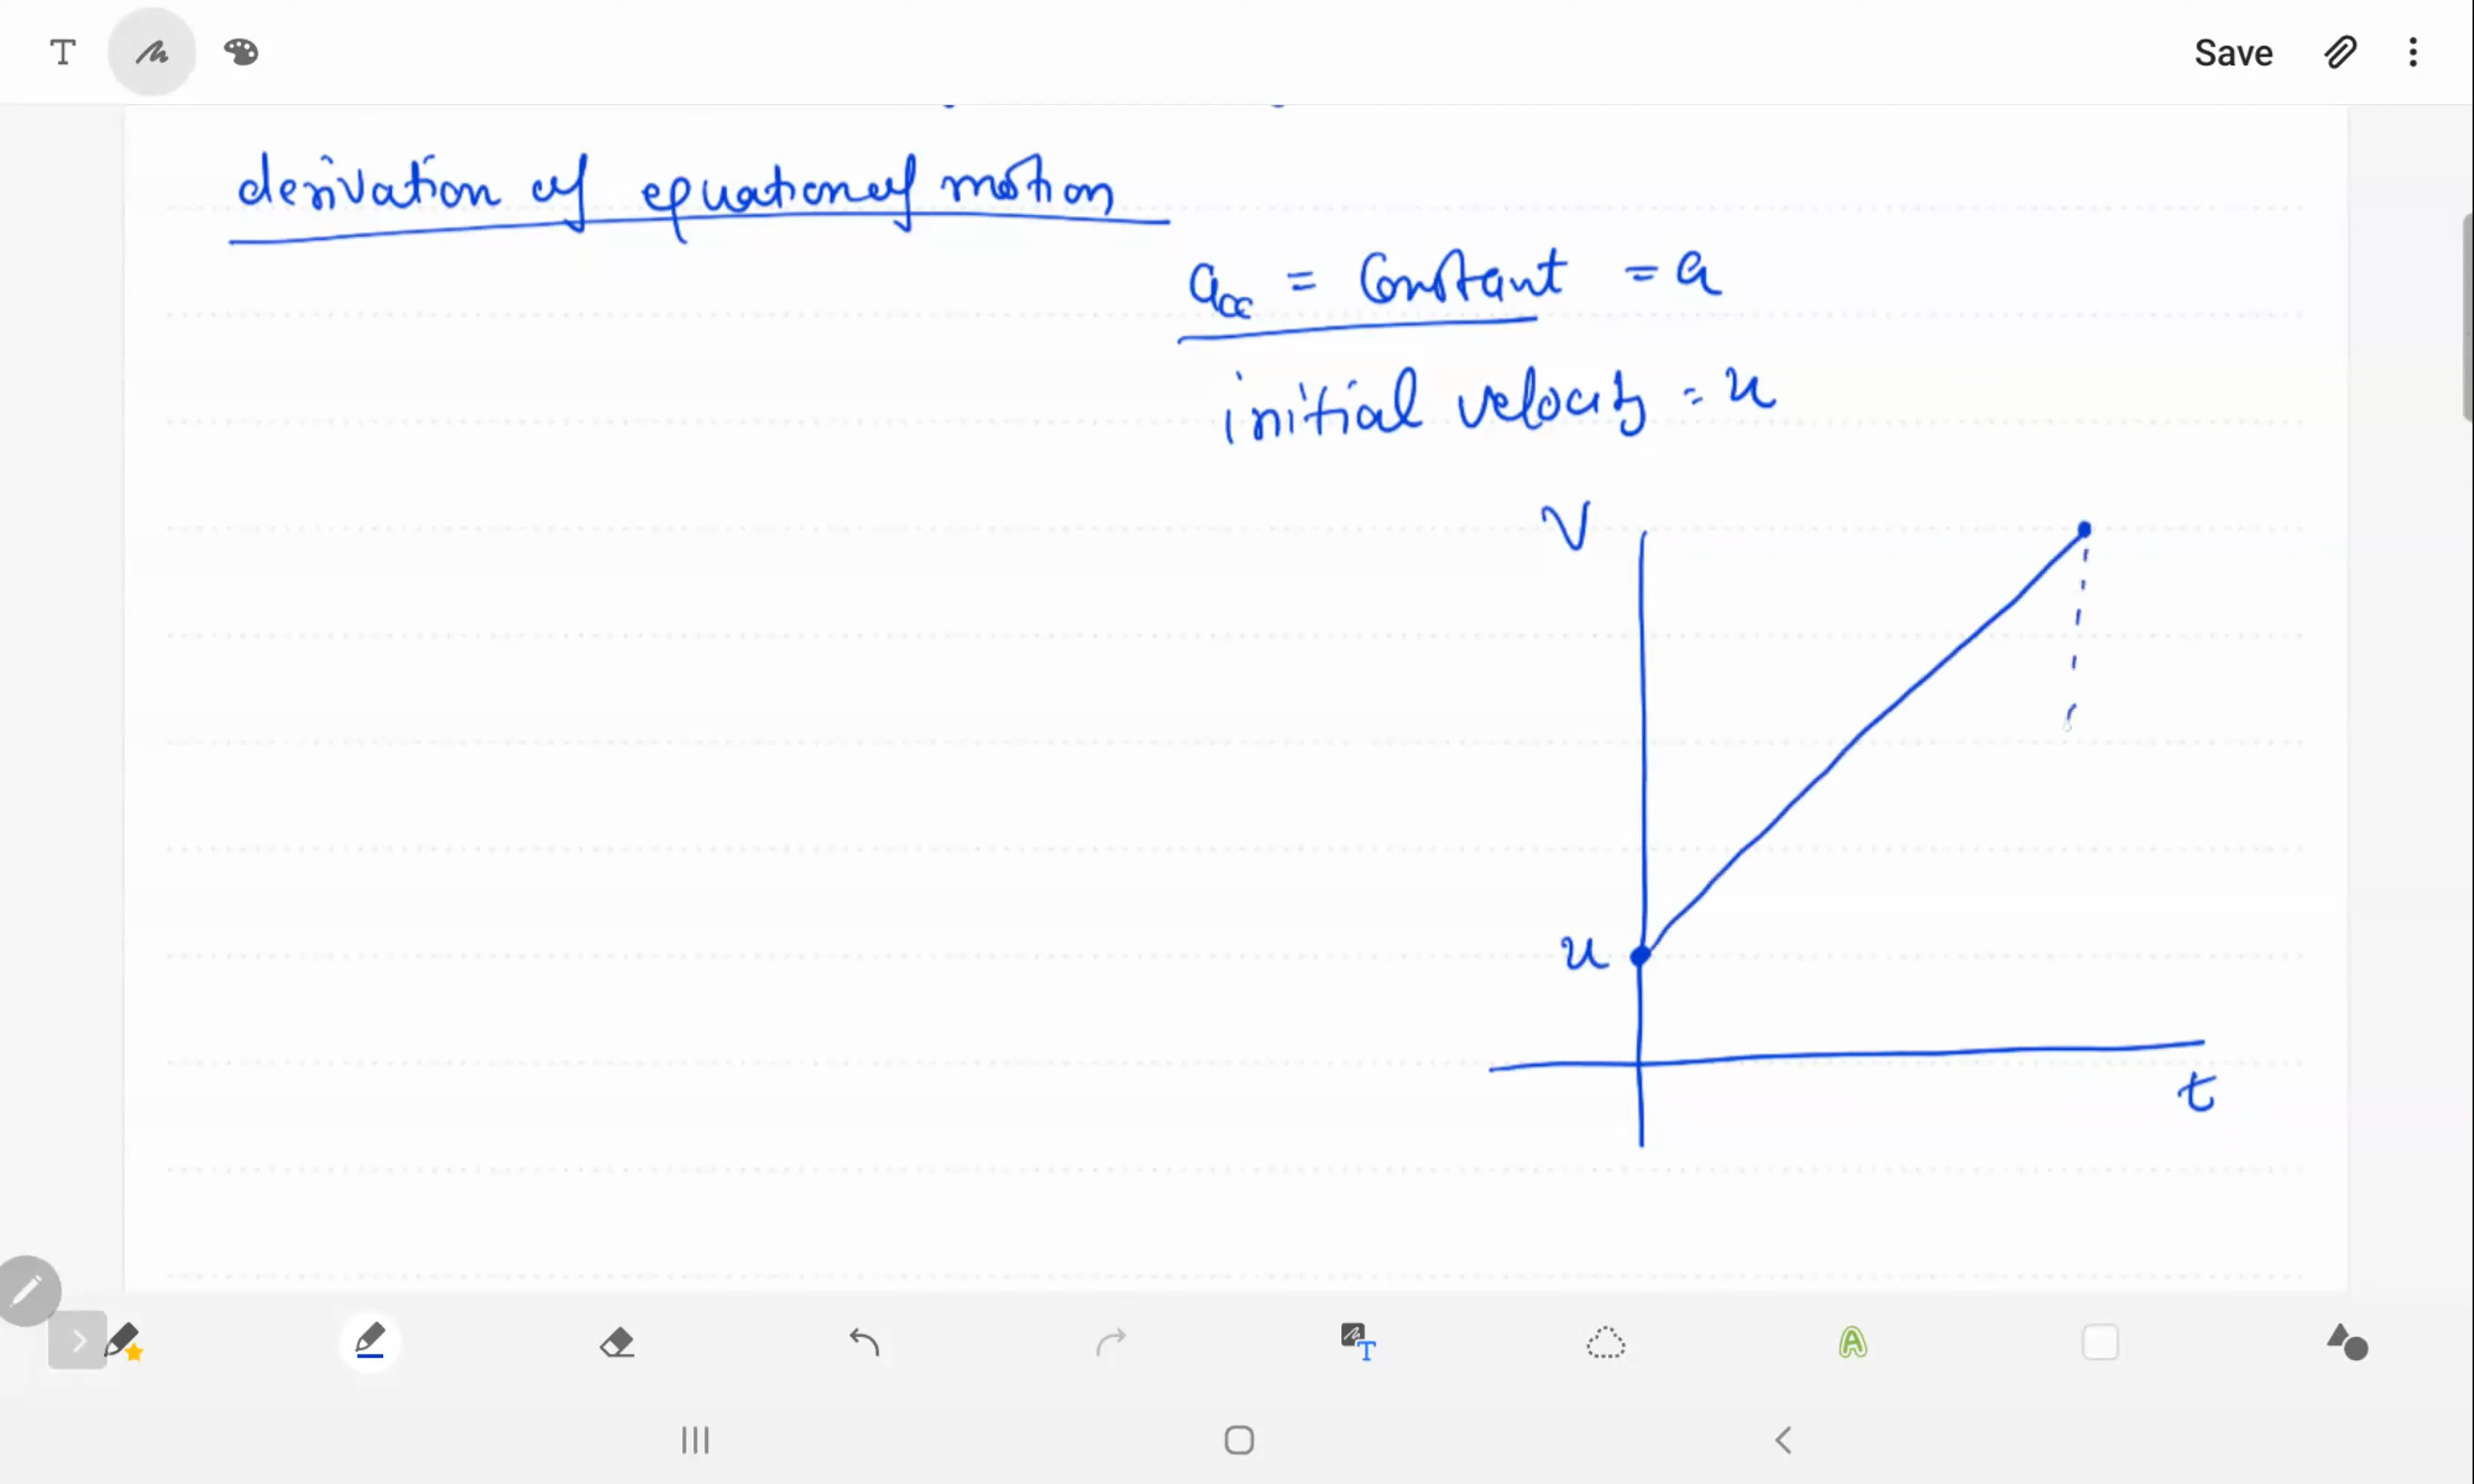 Save
derivation of equation of motion
acc = Constant = a
initial velocity = u
V
u
t